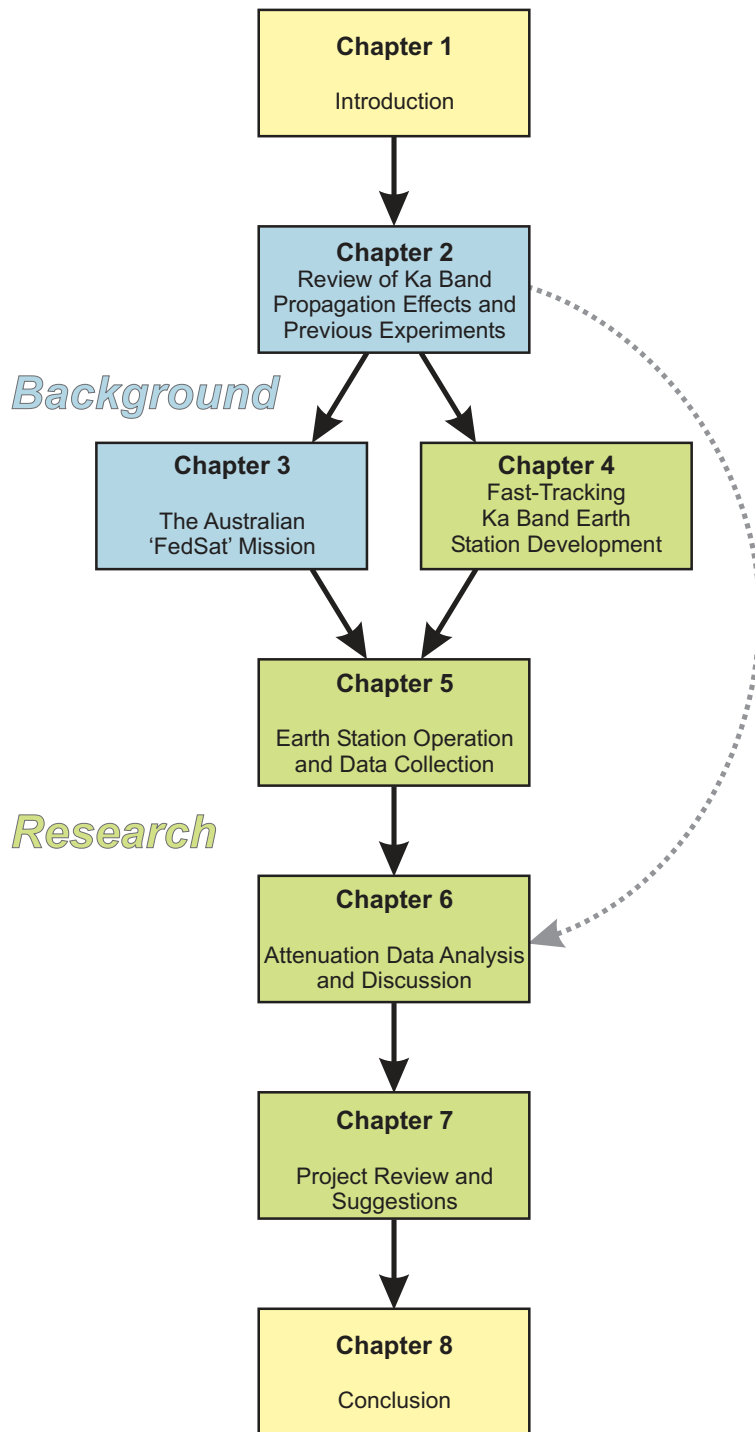 Chapter 1
Introduction
Chapter 2
Review of Ka Band
Propagation Effects and
Previous Experiments
Background
Chapter 3
The Australian
‘FedSat’ Mission
Chapter 4
Fast-Tracking
Ka Band Earth
Station Development
Chapter 5
Earth Station Operation
and Data Collection
Research
Chapter 6
Attenuation Data Analysis
and Discussion
Chapter 7
Project Review and
Suggestions
Chapter 8
Conclusion